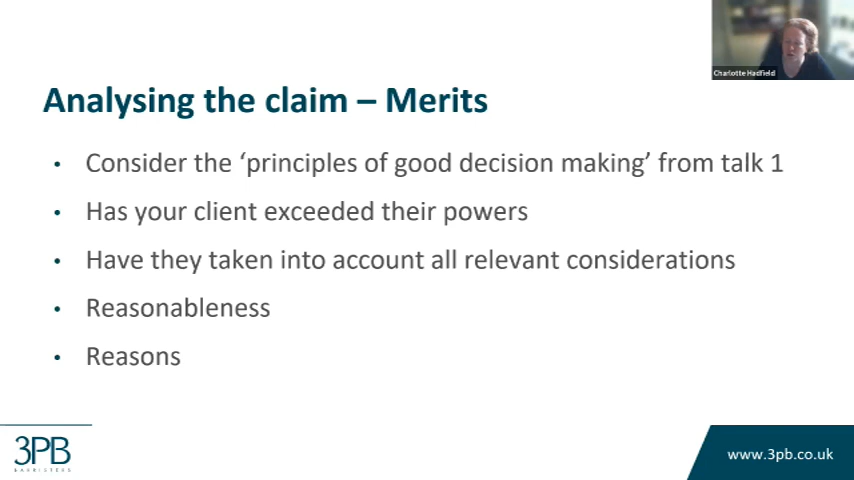 Charlotte Hadfield
Analysing the claim – Merits
• Consider the ‘principles of good decision making’ from talk 1
• Has your client exceeded their powers
• Have they taken into account all relevant considerations
• Reasonableness
• Reasons
3PB
BARRISTERS
www.3pb.co.uk